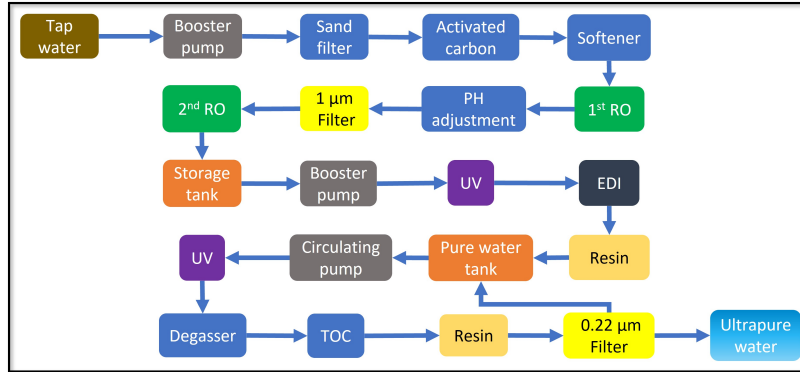 Tap
water
Booster
pump
Sand
filter
Activated
carbon
Softener
2nd RO
1 μm
Filter
PH
adjustment
1st RO
Storage
tank
Booster
pump
UV
EDI
UV
Circulating
pump
Pure water
tank
Resin
Degasser
TOC
Resin
0.22 μm
Filter
Ultrapure
water